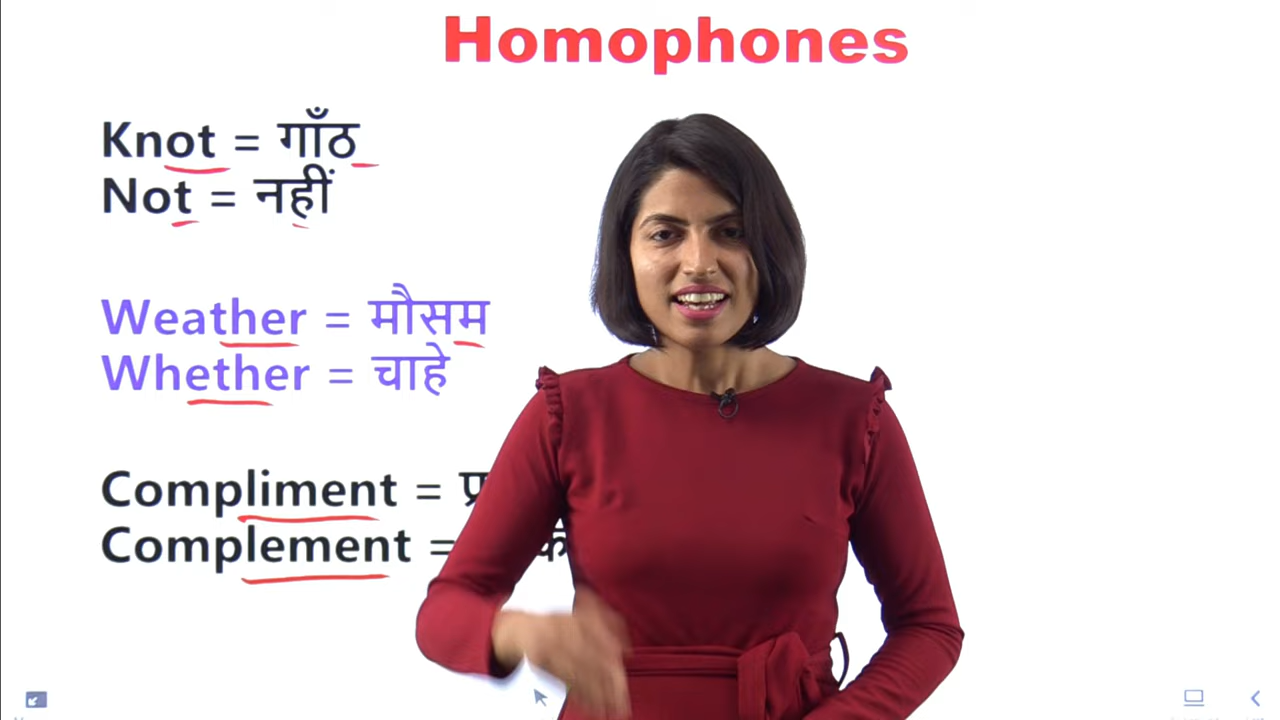 Homophones
Knot = गाँठ
Not = नहीं
Weather = मौसम
Whether = चाहे
Compliment =
Complement =